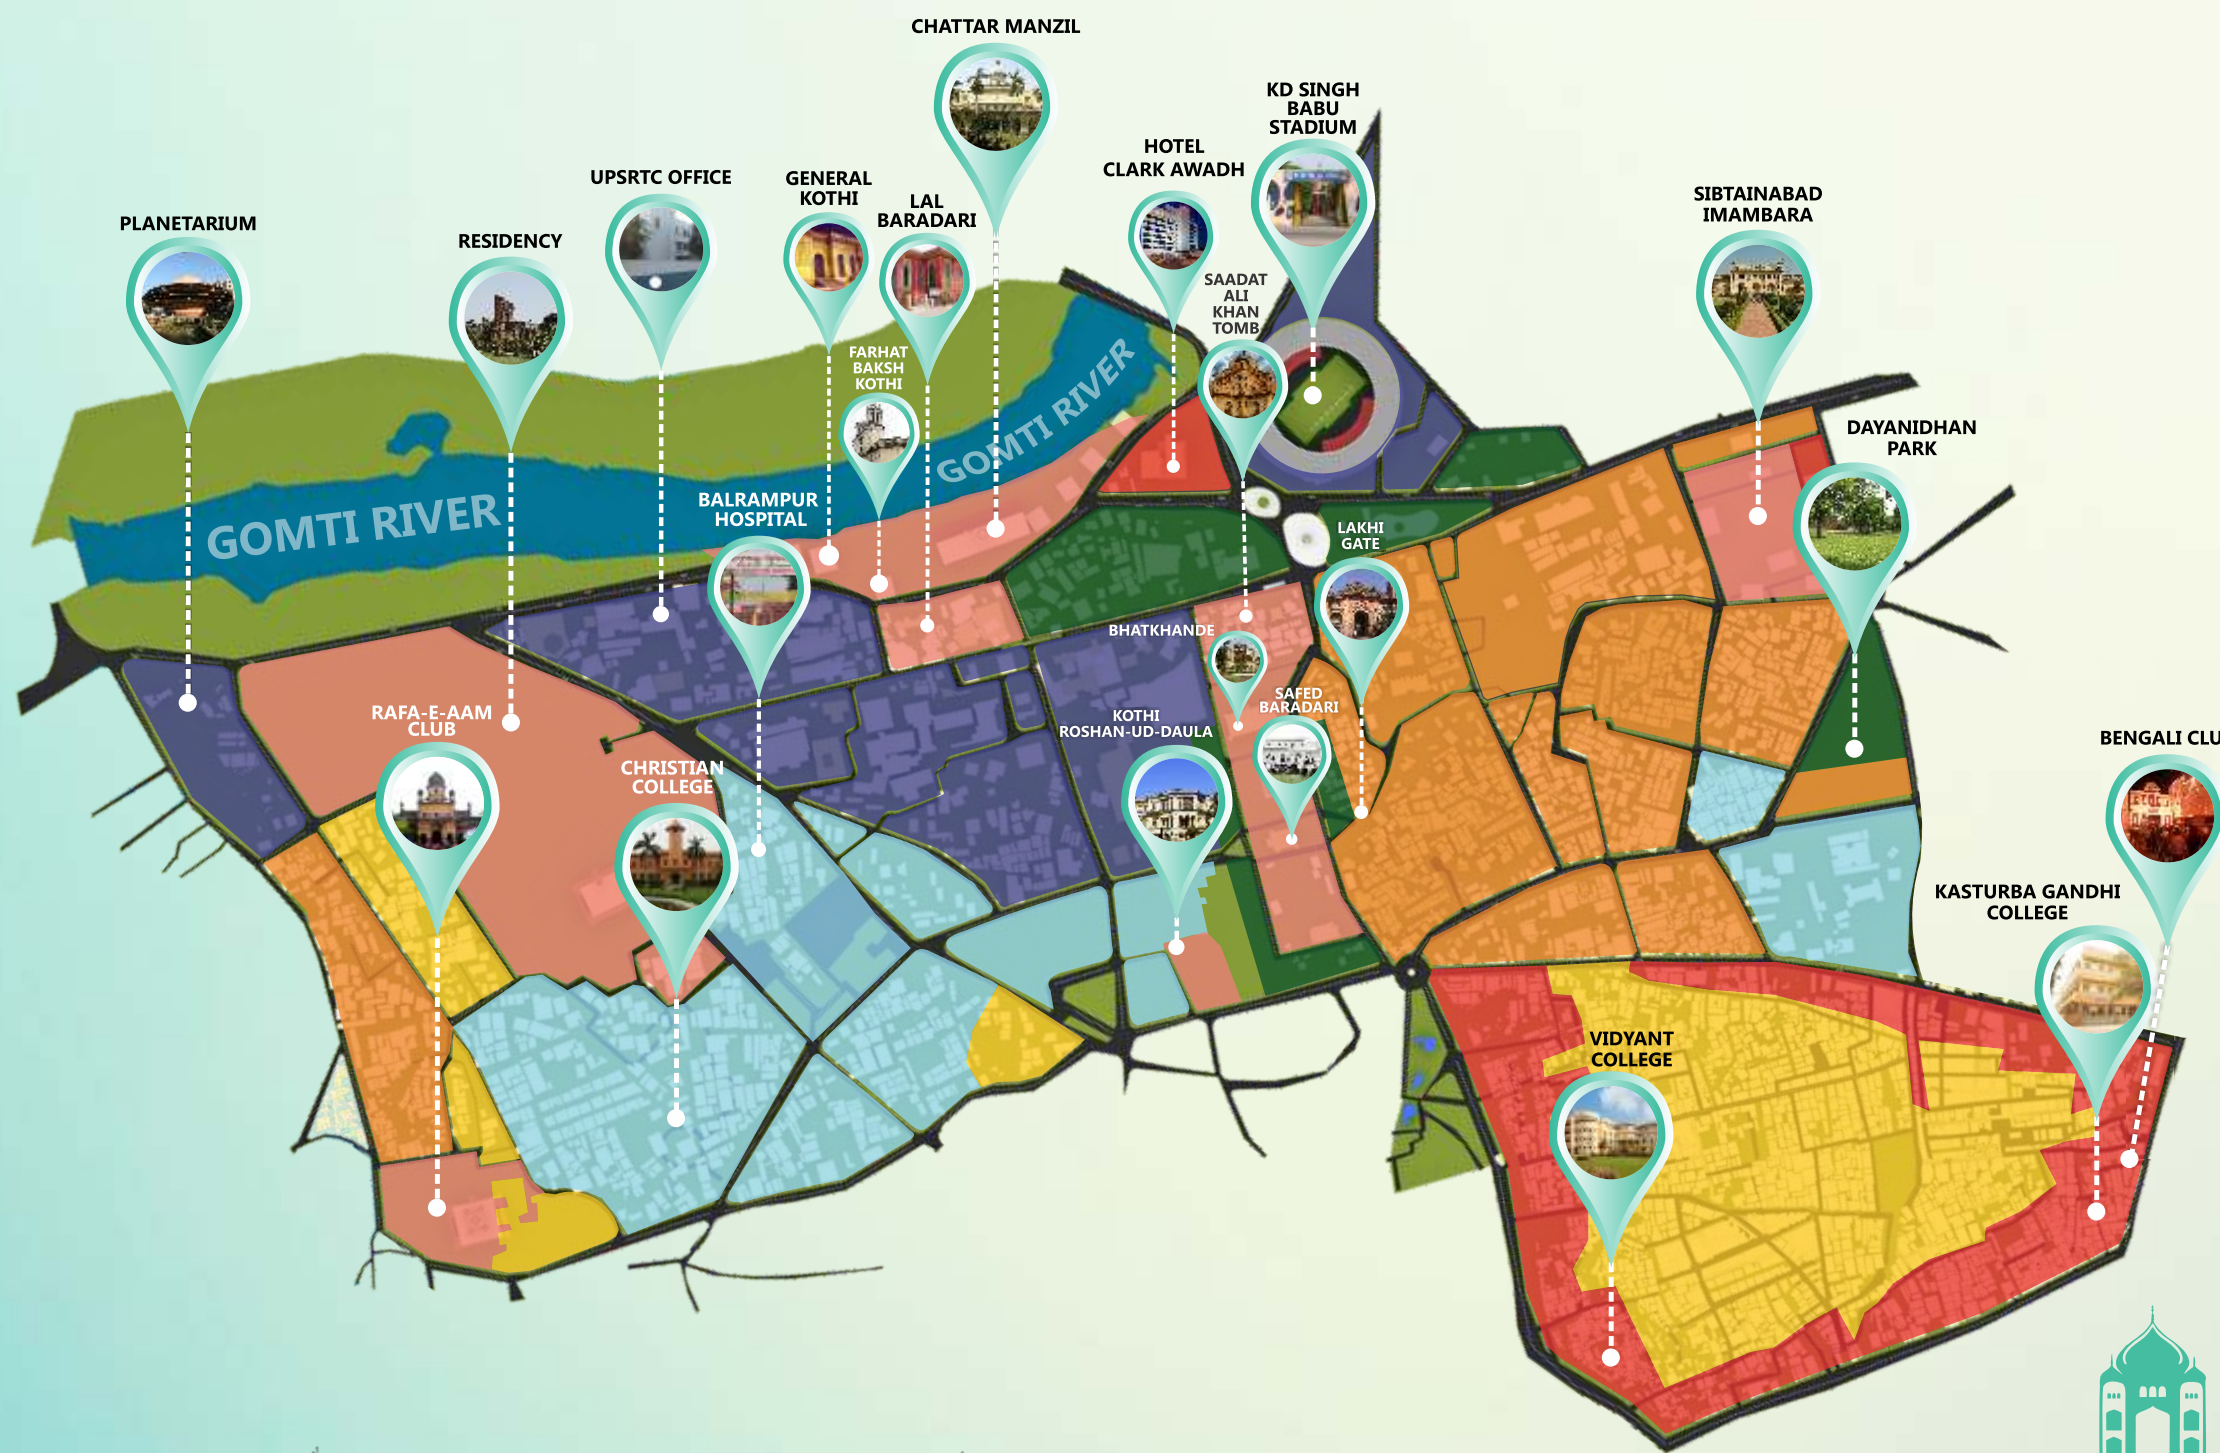 CHATTAR MANZIL
KD SINGH
BABU
STADIUM
HOTEL
CLARK AWADH
UPSRTC OFFICE
GENERAL
KOTHI
LAL
BARADARI
SIBTAINABAD
IMAMBARA
PLANETARIUM
RESIDENCY
SAADAT
ALI
KHAN
TOMB
FARHAT
BAKSH
KOTHI
GOMTI RIVER
DAYANIDHAN
PARK
GOMTI RIVER
BALRAMPUR
HOSPITAL
LAKHI
GATE
BHATKHANDE
SAFED
BARADARI
RAFA-E-AAM
CLUB
KOTHI
ROSHAN-UD-DAULA
BENGALI CLU
CHRISTIAN
COLLEGE
KASTURBA GANDHI
COLLEGE
VIDYANT
COLLEGE